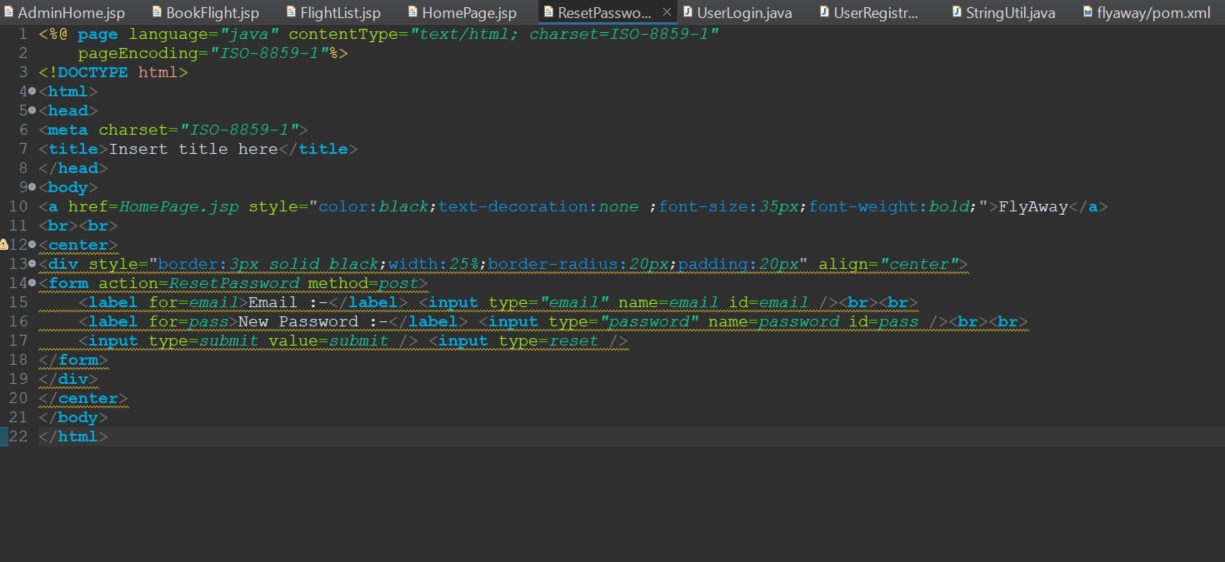 AdminHome.jsp BookFlight.jsp FlightList.jsp HomePage.jsp ResetPasswo... × UserLogin.java UserRegistr... StringUtil.java flyaway/pom.xml
1 <%@ page language="java" contentType="text/html; charset=ISO-8859-1"
2     pageEncoding="ISO-8859-1"%>
3 <!DOCTYPE html>
4 <html>
5 <head>
6 <meta charset="ISO-8859-1">
7 <title>Insert title here</title>
8 </head>
9 <body>
10 <a href=HomePage.jsp style="color:black;text-decoration:none ;font-size:35px;font-weight:bold;">FlyAway</a>
11 <br><br>
12 <center>
13 <div style="border:3px solid black;width:25%;border-radius:20px;padding:20px" align="center">
14 <form action=ResetPassword method=post>
15     <label for=email>Email :-</label> <input type="email" name=email id=email /><br><br>
16     <label for=pass>New Password :-</label> <input type="password" name=password id=pass /><br><br>
17     <input type=submit value=submit /> <input type=reset />
18 </form>
19 </div>
20 </center>
21 </body>
22 </html>